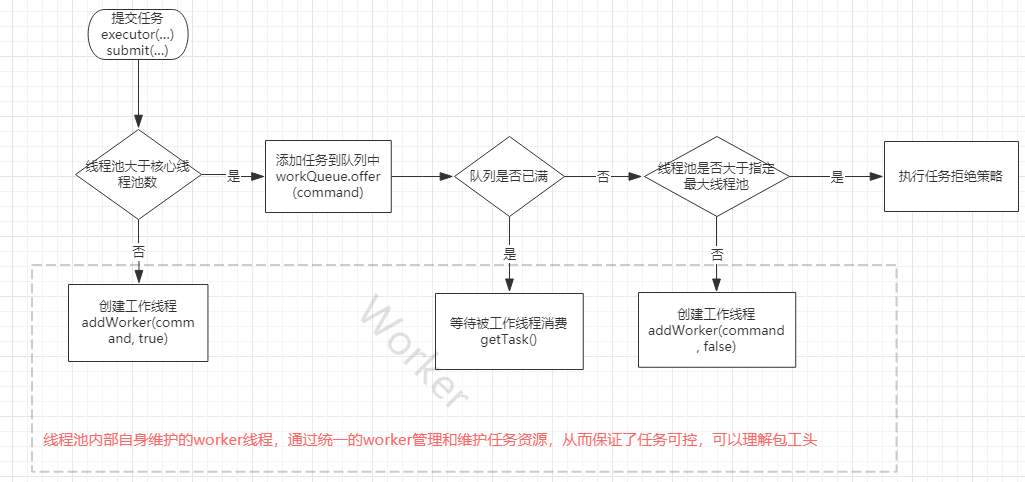 提交任务
executor(...)
submit(...)
线程池大于核心线
程池数
是
添加任务到队列中
workQueue.offer
(command)
队列是否已满
否
线程池是否大于指定
最大线程池
是
执行任务拒绝策略
否
是
否
创建工作线程
addWorker(comm
and, true)
等待被工作线程消费
getTask()
创建工作线程
addWorker(command
, false)
Worker
线程池内部自身维护的worker线程，通过统一的worker管理和维护任务资源，从而保证了任务可控，可以理解包工头